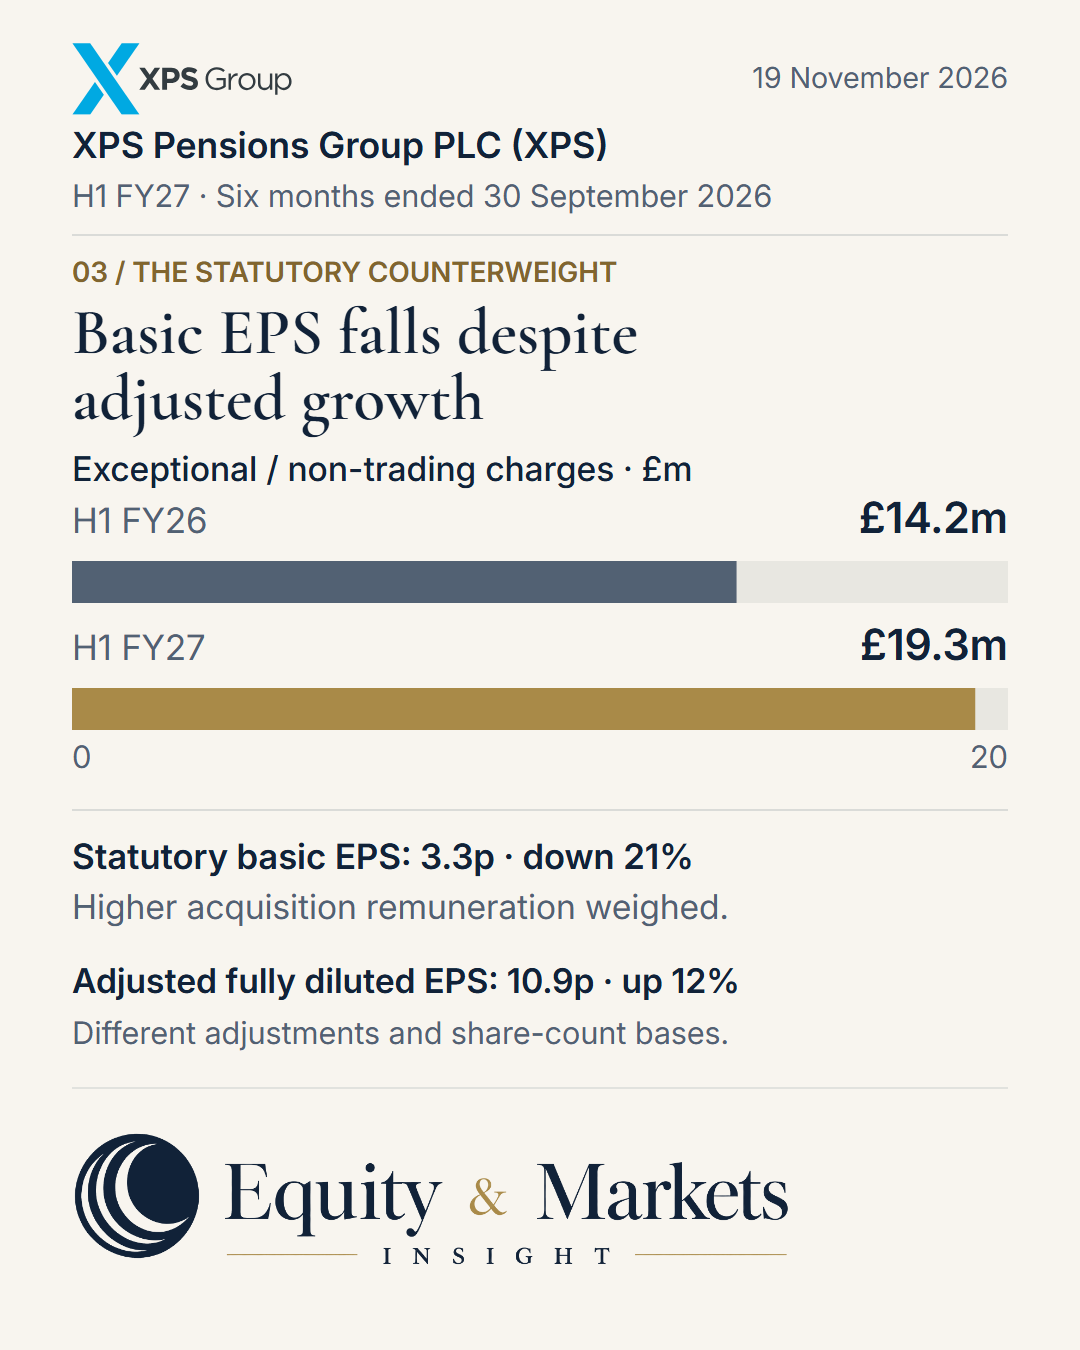 XPS Group
19 November 2026
XPS Pensions Group PLC (XPS)
H1 FY27 · Six months ended 30 September 2026
03 / THE STATUTORY COUNTERWEIGHT
Basic EPS falls despite
adjusted growth
Exceptional / non-trading charges · £m
H1 FY26
£14.2m
H1 FY27
£19.3m
0
20
Statutory basic EPS: 3.3p · down 21%
Higher acquisition remuneration weighed.
Adjusted fully diluted EPS: 10.9p · up 12%
Different adjustments and share-count bases.
Equity & Markets
INSIGHT